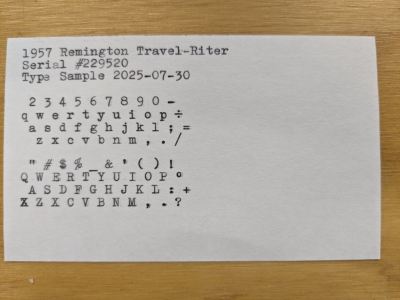 1957 Remington Travel-Riter
Serial #229520
Type Sample 2025-07-30
2 3 4 5 6 7 8 9 0 -
q w e r t y u i o p ÷
a s d f g h j k l ; =
z x c v b n m , . /
" # $ % _ & ' ( ) !
Q W E R T Y U I O P °
A S D F G H J K L : +
X Z X C V B N M , . ?